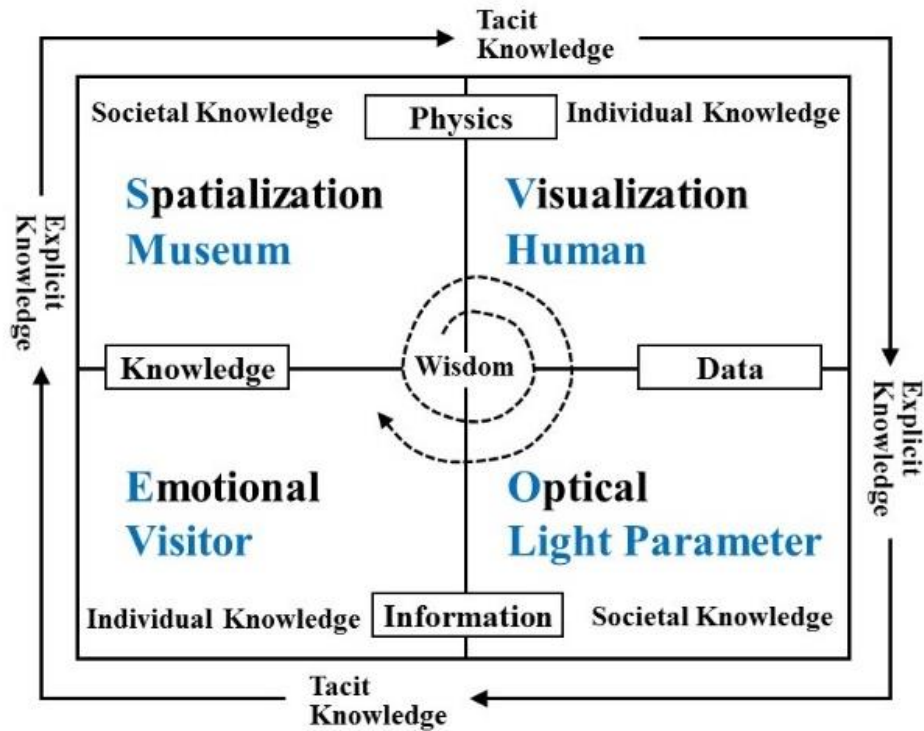 Tacit
Knowledge
Societal Knowledge
Physics
Individual Knowledge
Spatialization
Museum
Visualization
Human
Explicit
Knowledge
Knowledge
Wisdom
Data
Explicit
Knowledge
Emotional
Visitor
Optical
Light Parameter
Individual Knowledge
Information
Societal Knowledge
Tacit
Knowledge